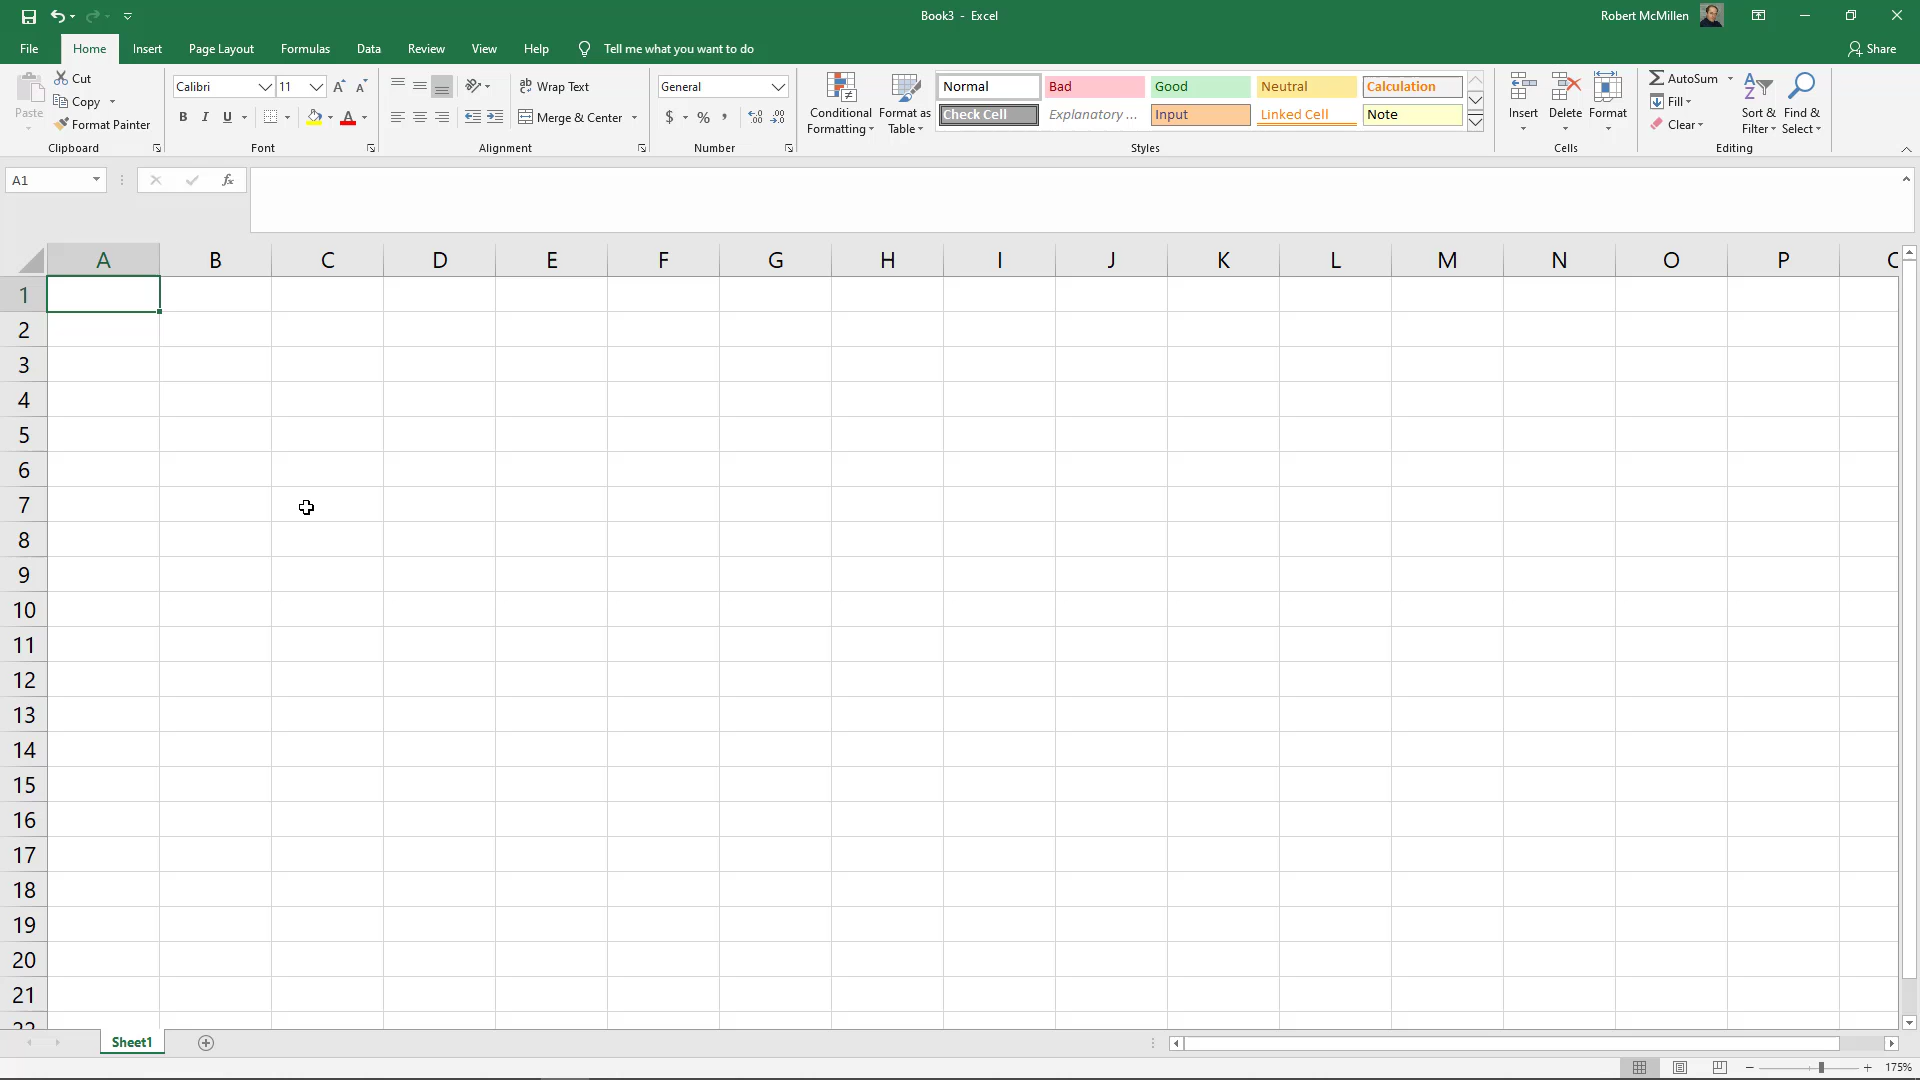 Book3 - Excel
Robert McMillen
File Home Insert Page Layout Formulas Data Review View Help Tell me what you want to do Share
Paste
Cut
Copy
Format Painter
Clipboard
Calibri 11
B I U A
Font
Wrap Text
Merge & Center
Alignment
General
$ % ,
Number
Conditional Formatting
Format as Table
Normal Bad Good Neutral Calculation
Check Cell Explanatory ... Input Linked Cell Note
Styles
Insert Delete Format
Cells
AutoSum
Fill
Clear
Sort & Filter
Find & Select
Editing
A1 fx
A B C D E F G H I J K L M N O P
1
2
3
4
5
6
7
8
9
10
11
12
13
14
15
16
17
18
19
20
21
Sheet1
175%